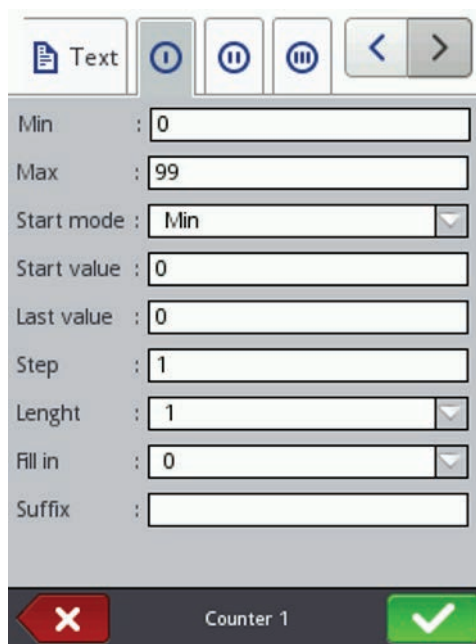 Text
Min : 0
Max : 99
Start mode : Min
Start value : 0
Last value : 0
Step : 1
Lenght : 1
Fill in : 0
Suffix :
Counter 1